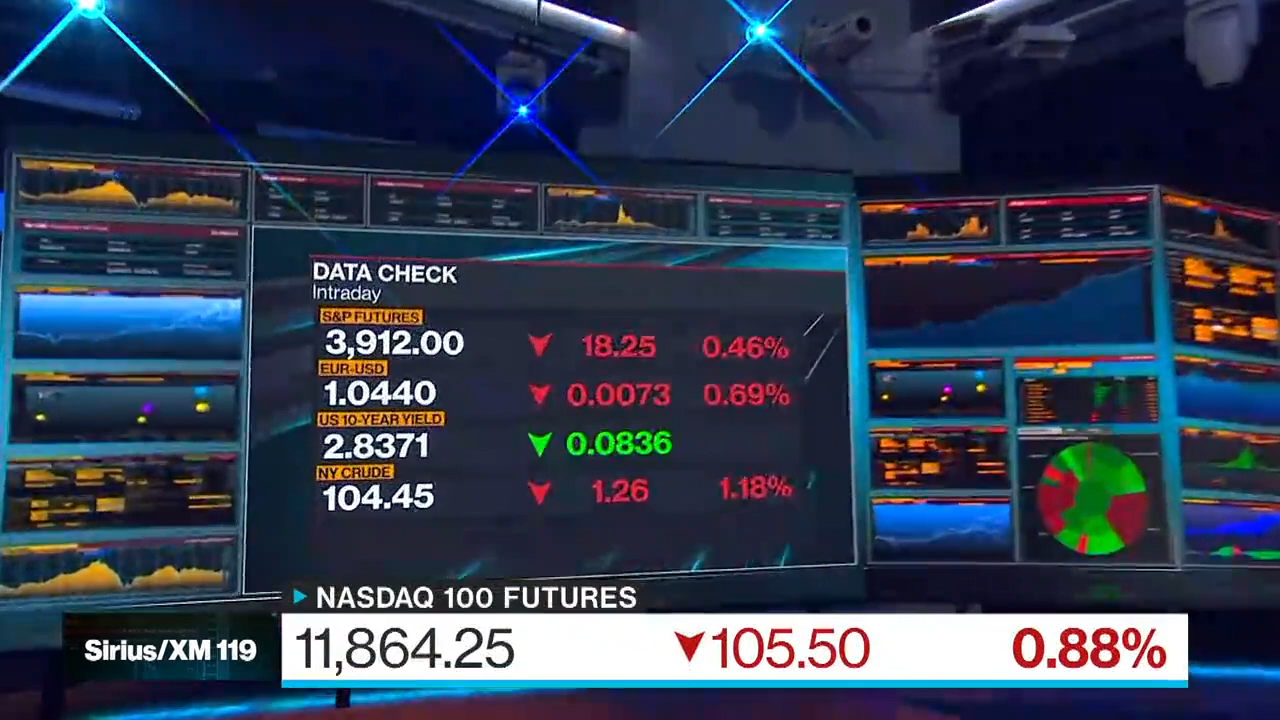 DATA CHECK
Intraday
S&P FUTURES
3,912.00 18.25 0.46%
EUR-USD
1.0440 0.0073 0.69%
US 10-YEAR YIELD
2.8371 0.0836
NY CRUDE
104.45 1.26 1.18%
NASDAQ 100 FUTURES
Sirius/XM 119 11,864.25 105.50 0.88%